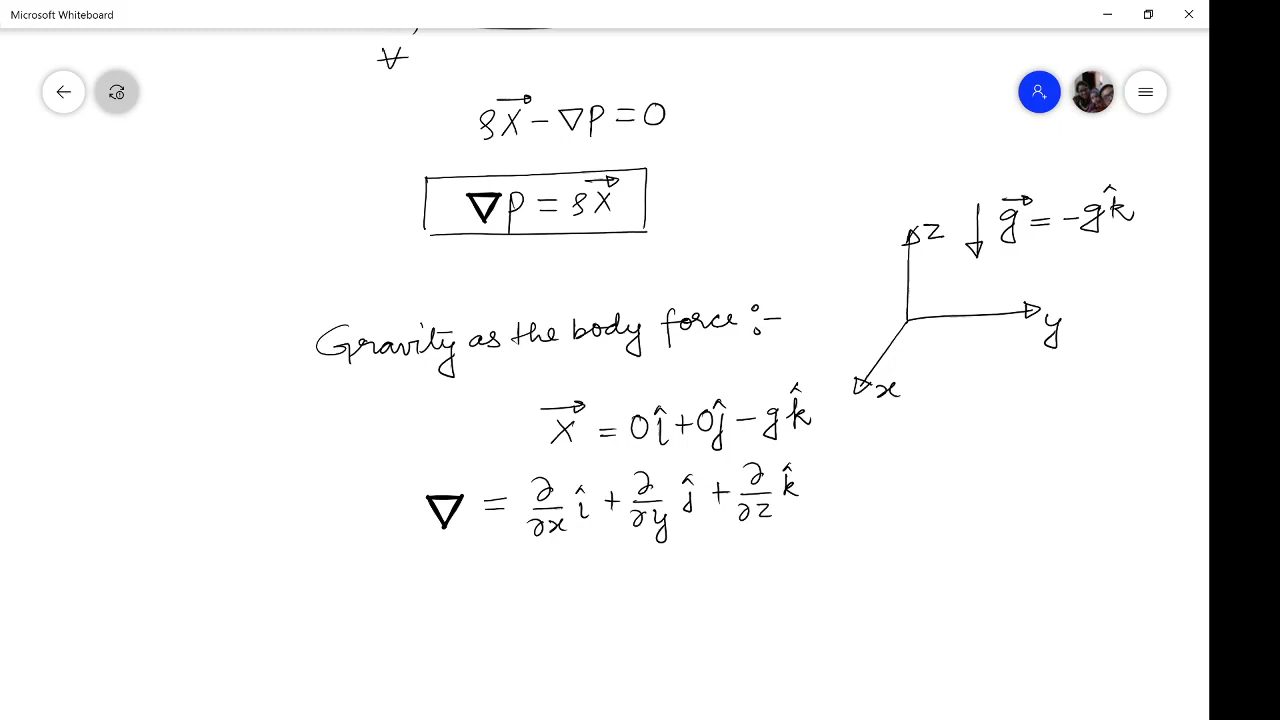 Microsoft Whiteboard
∀
ρX⃗ − ∇p = 0
∇p = ρX⃗
z g⃗ = −gk̂
y
x
Gravity as the body force :-
X⃗ = 0î + 0ĵ − gk̂
∇ = ∂/∂x î + ∂/∂y ĵ + ∂/∂z k̂